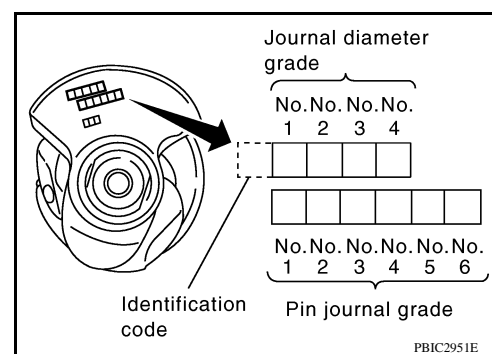 Journal diameter
grade
No. No. No. No.
1 2 3 4
No. No. No. No. No. No.
1 2 3 4 5 6
Identification
code
Pin journal grade
PBIC2951E